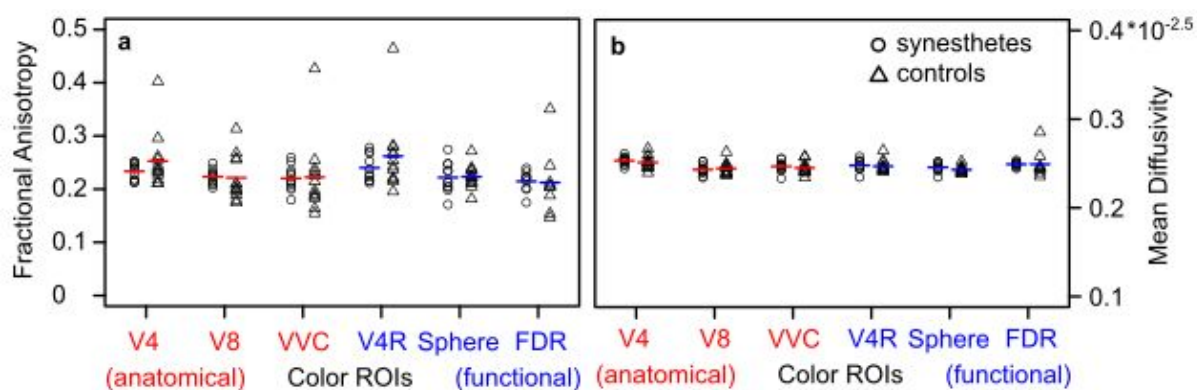 Fractional Anisotropy
0.5
0.4
0.3
0.2
0.1
0
a
V4 V8 VVC V4R Sphere FDR
(anatomical) Color ROIs (functional)
b
○ synesthetes
△ controls
0.4*10^-2.5
0.3
0.2
0.1
Mean Diffusivity
V4 V8 VVC V4R Sphere FDR
(anatomical) Color ROIs (functional)